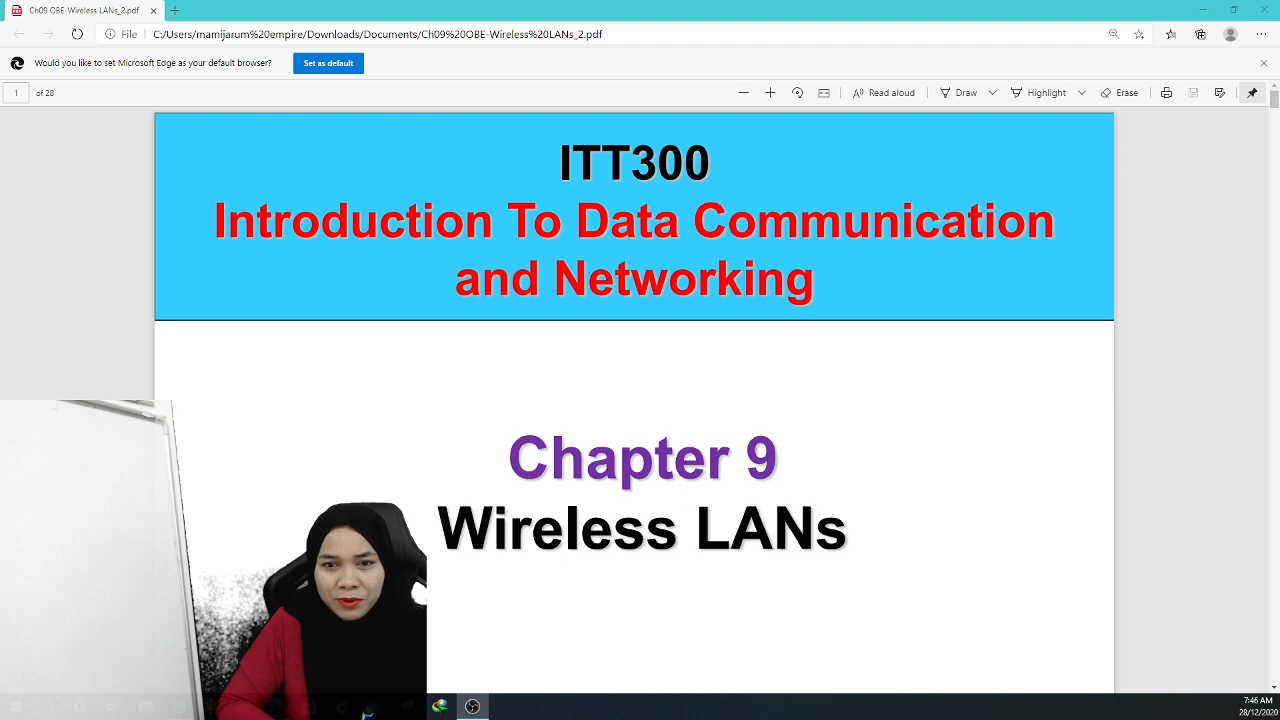 Ch09 OBE-Wireless LANs_2.pdf
File C:/Users/mamijarum%20empire/Downloads/Documents/Ch09%20OBE-Wireless%20LANs_2.pdf
Would you like to set Microsoft Edge as your default browser? Set as default
1 of 28 Read aloud Draw Highlight Erase
ITT300
Introduction To Data Communication
and Networking
Chapter 9
Wireless LANs
7:46 AM
28/12/2020